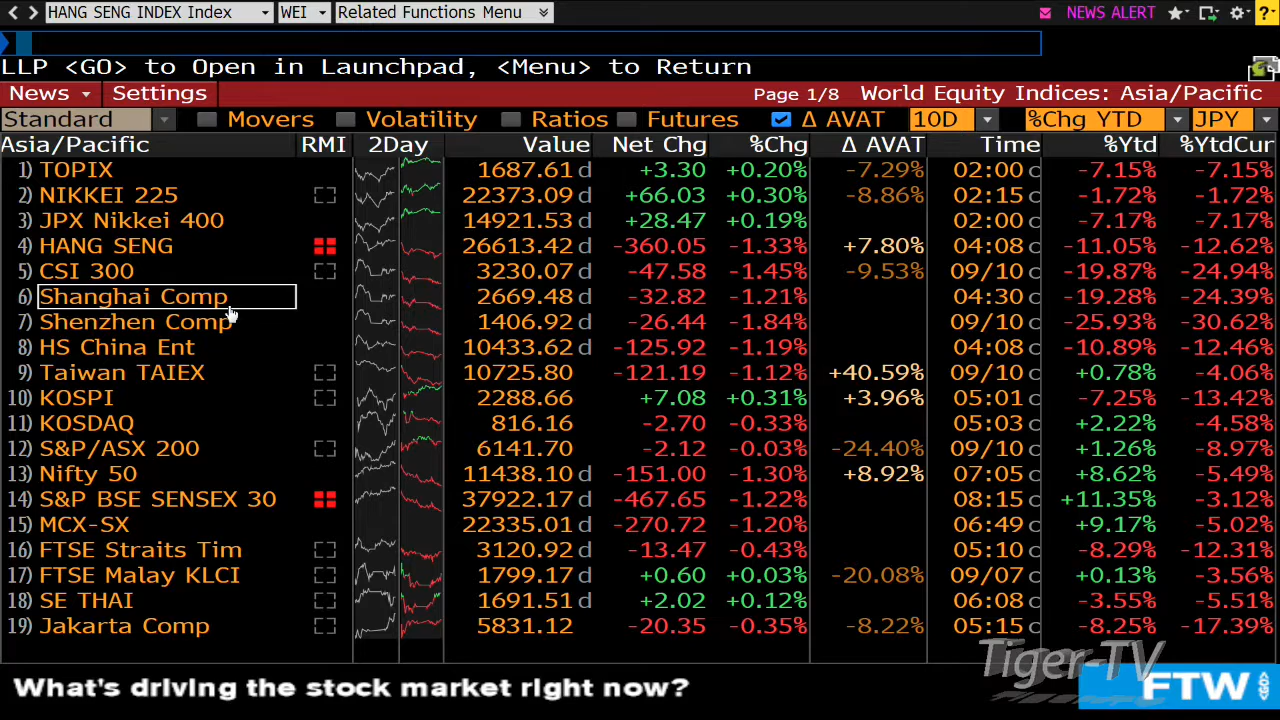 HANG SENG INDEX Index WEI Related Functions Menu NEWS ALERT ?
LLP <GO> to Open in Launchpad, <Menu> to Return
News Settings Page 1/8 World Equity Indices: Asia/Pacific
Standard Movers Volatility Ratios Futures Δ AVAT 10D %Chg YTD JPY
Asia/Pacific RMI 2Day Value Net Chg %Chg Δ AVAT Time %Ytd %YtdCur
1) TOPIX 1687.61 d +3.30 +0.20% -7.29% 02:00 c -7.15% -7.15%
2) NIKKEI 225 22373.09 d +66.03 +0.30% -8.86% 02:15 c -1.72% -1.72%
3) JPX Nikkei 400 14921.53 d +28.47 +0.19% 02:00 c -7.17% -7.17%
4) HANG SENG 26613.42 d -360.05 -1.33% +7.80% 04:08 c -11.05% -12.62%
5) CSI 300 3230.07 d -47.58 -1.45% -9.53% 09/10 c -19.87% -24.94%
6) Shanghai Comp 2669.48 d -32.82 -1.21% 04:30 c -19.28% -24.39%
7) Shenzhen Comp 1406.92 d -26.44 -1.84% 09/10 c -25.93% -30.62%
8) HS China Ent 10433.62 d -125.92 -1.19% 04:08 c -10.89% -12.46%
9) Taiwan TAIEX 10725.80 -121.19 -1.12% +40.59% 09/10 c +0.78% -4.06%
10) KOSPI 2288.66 +7.08 +0.31% +3.96% 05:01 c -7.25% -13.42%
11) KOSDAQ 816.16 -2.70 -0.33% 05:03 c +2.22% -4.58%
12) S&P/ASX 200 6141.70 -2.12 -0.03% -24.40% 09/10 c +1.26% -8.97%
13) Nifty 50 11438.10 d -151.00 -1.30% +8.92% 07:05 c +8.62% -5.49%
14) S&P BSE SENSEX 30 37922.17 d -467.65 -1.22% 08:15 c +11.35% -3.12%
15) MCX-SX 22335.01 d -270.72 -1.20% 06:49 c +9.17% -5.02%
16) FTSE Straits Tim 3120.92 d -13.47 -0.43% 05:10 c -8.29% -12.31%
17) FTSE Malay KLCI 1799.17 d +0.60 +0.03% -20.08% 09/07 c +0.13% -3.56%
18) SE THAI 1691.51 d +2.02 +0.12% 06:08 c -3.55% -5.51%
19) Jakarta Comp 5831.12 -20.35 -0.35% -8.22% 05:15 c -8.25% -17.39%
Tiger-TV
What's driving the stock market right now? FTW